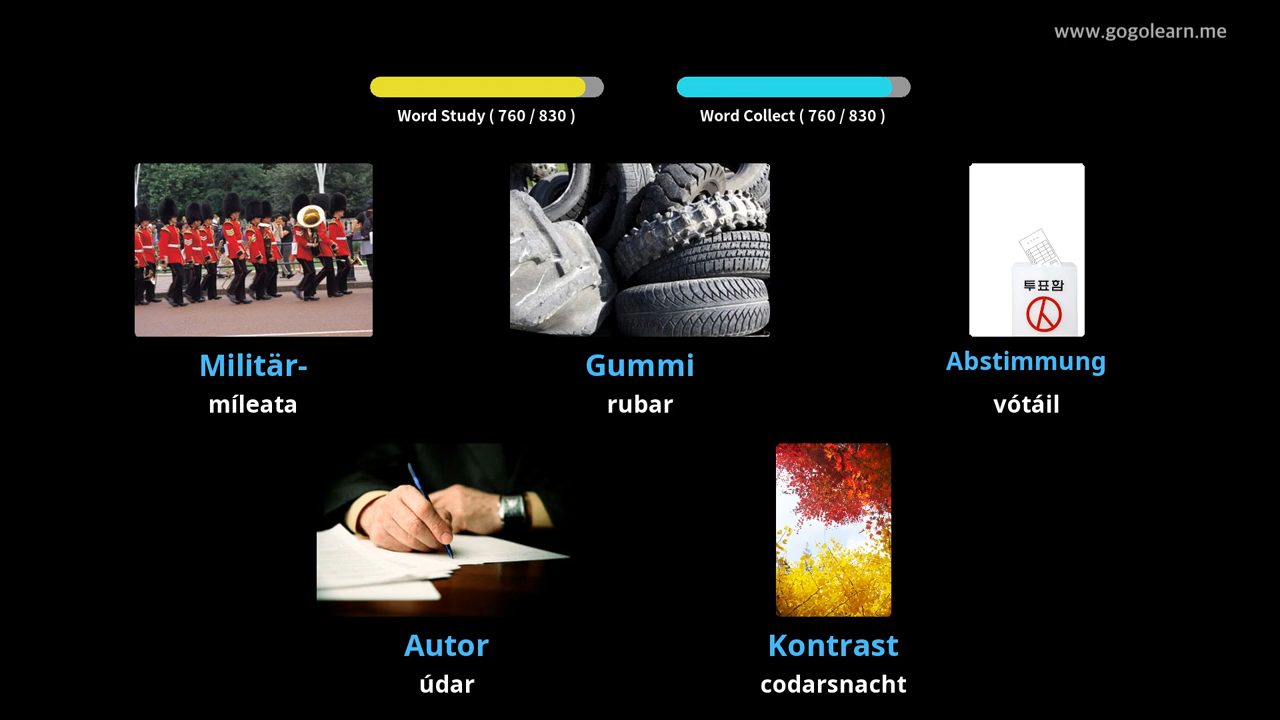 www.gogolearn.me
Word Study ( 760 / 830 )
Word Collect ( 760 / 830 )
투표함
Militär-
míleata
Gummi
rubar
Abstimmung
vótáil
Autor
údar
Kontrast
codarsnacht